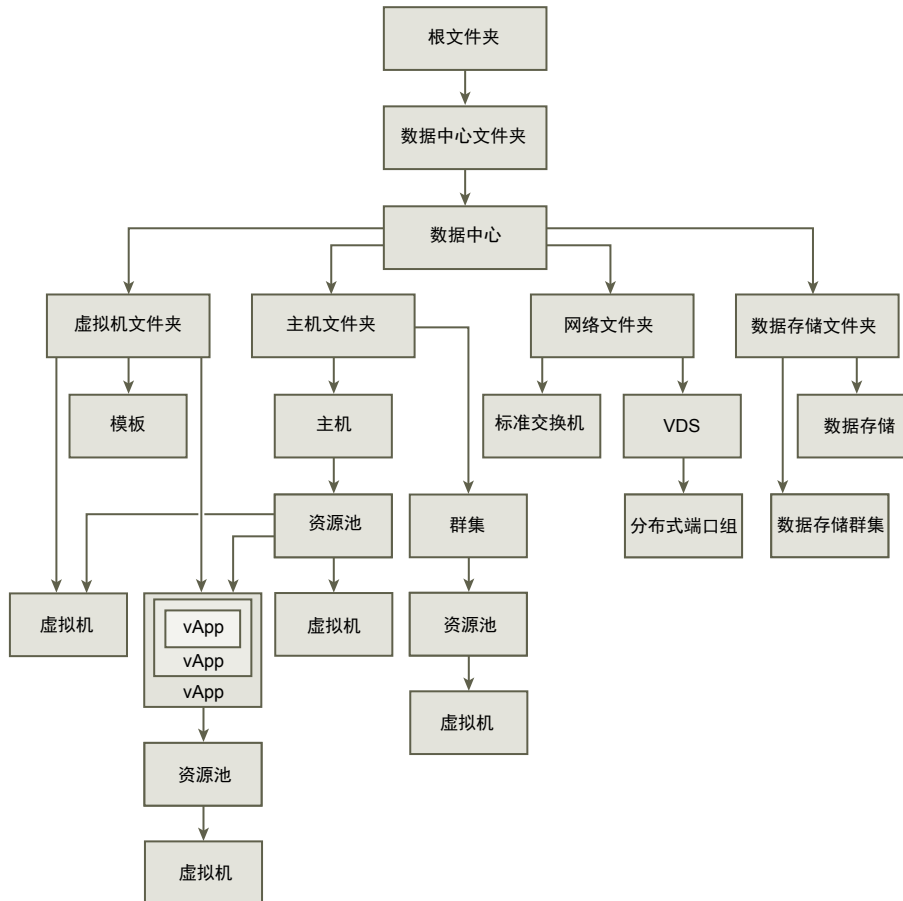 根文件夹
数据中心文件夹
数据中心
虚拟机文件夹
主机文件夹
网络文件夹
数据存储文件夹
模板
主机
标准交换机
VDS
数据存储
资源池
群集
分布式端口组
数据存储群集
虚拟机
vApp
vApp
vApp
虚拟机
资源池
虚拟机
资源池
虚拟机